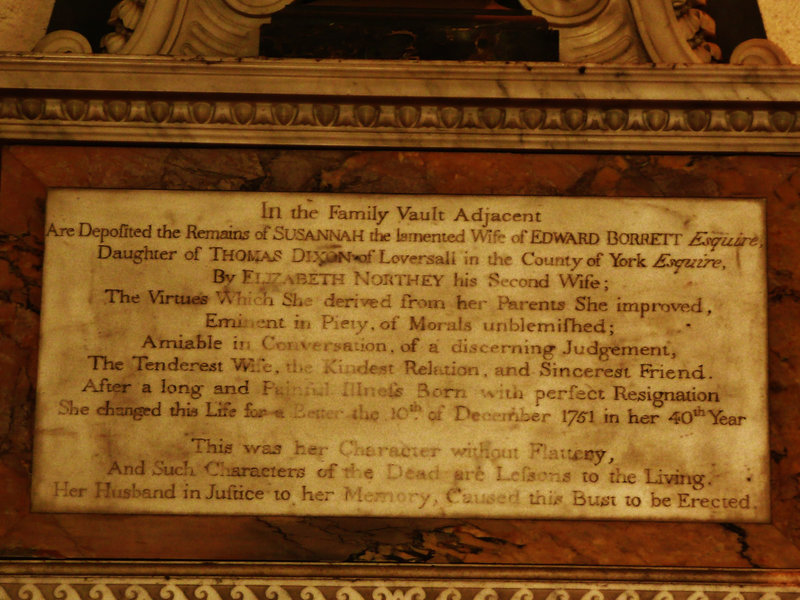 In the Family Vault Adjacent
Are Depoſited the Remains of SUSANNAH the lamented Wife of EDWARD BORRETT Esquire,
Daughter of THOMAS DIXON of Loversall in the County of York Esquire,
By ELIZABETH NORTHEY his Second Wife;
The Virtues Which She derived from her Parents She improved,
Eminent in Piety, of Morals unblemiſhed;
Amiable in Conversation, of a discerning Judgement,
The Tenderest Wife, the Kindest Relation, and Sincerest Friend.
After a long and Painful Illneſs Born with perfect Resignation
She changed this Life for a Better the 10th of December 1751 in her 40th Year
This was her Character without Flattery,
And Such Characters of the Dead are Leſsons to the Living.
Her Husband in Juſtice to her Memory, Cauſed this Bust to be Erected.